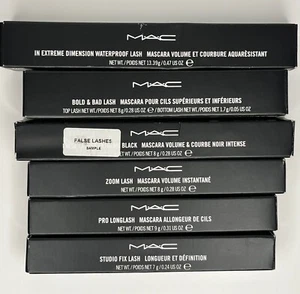 MAC
IN EXTREME DIMENSION WATERPROOF LASH MASCARA VOLUME ET COURBURE AQUARÉSISTANT
NET WT./POIDS NET 13.39g/0.47 US OZ ℮
MAC
BOLD & BAD LASH MASCARA POUR CILS SUPÉRIEURS ET INFÉRIEURS
TOP LASH NET WT./POIDS NET 8g/0.28 US OZ ℮ / BOTTOM LASH NET WT./POIDS NET 1.7g/0.05 US OZ
MAC
FALSE LASHES
SAMPLE
BLACK MASCARA VOLUME & COURBE NOIR INTENSE
NET WT./POIDS NET 8 g / 0.28 US OZ ℮
MAC
ZOOM LASH MASCARA VOLUME INSTANTANÉ
NET WT./POIDS NET 8 g / 0.28 US OZ ℮
MAC
PRO LONGLASH MASCARA ALLONGEUR DE CILS
NET WT./POIDS NET 9 g / 0.31 US OZ ℮
MAC
STUDIO FIX LASH LONGUEUR ET DÉFINITION
NET WT./POIDS NET 7 g / 0.24 US OZ ℮